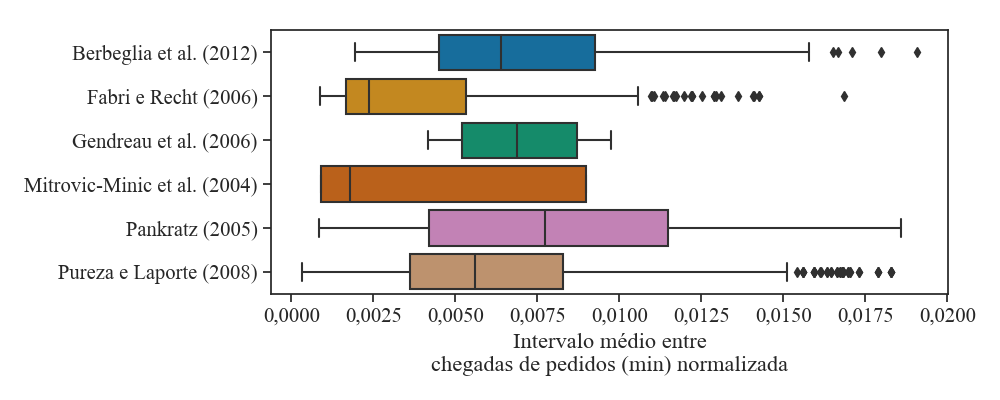 Berbeglia et al. (2012)
Fabri e Recht (2006)
Gendreau et al. (2006)
Mitrovic-Minic et al. (2004)
Pankratz (2005)
Pureza e Laporte (2008)
0,0000 0,0025 0,0050 0,0075 0,0100 0,0125 0,0150 0,0175 0,0200
Intervalo médio entre
chegadas de pedidos (min) normalizada